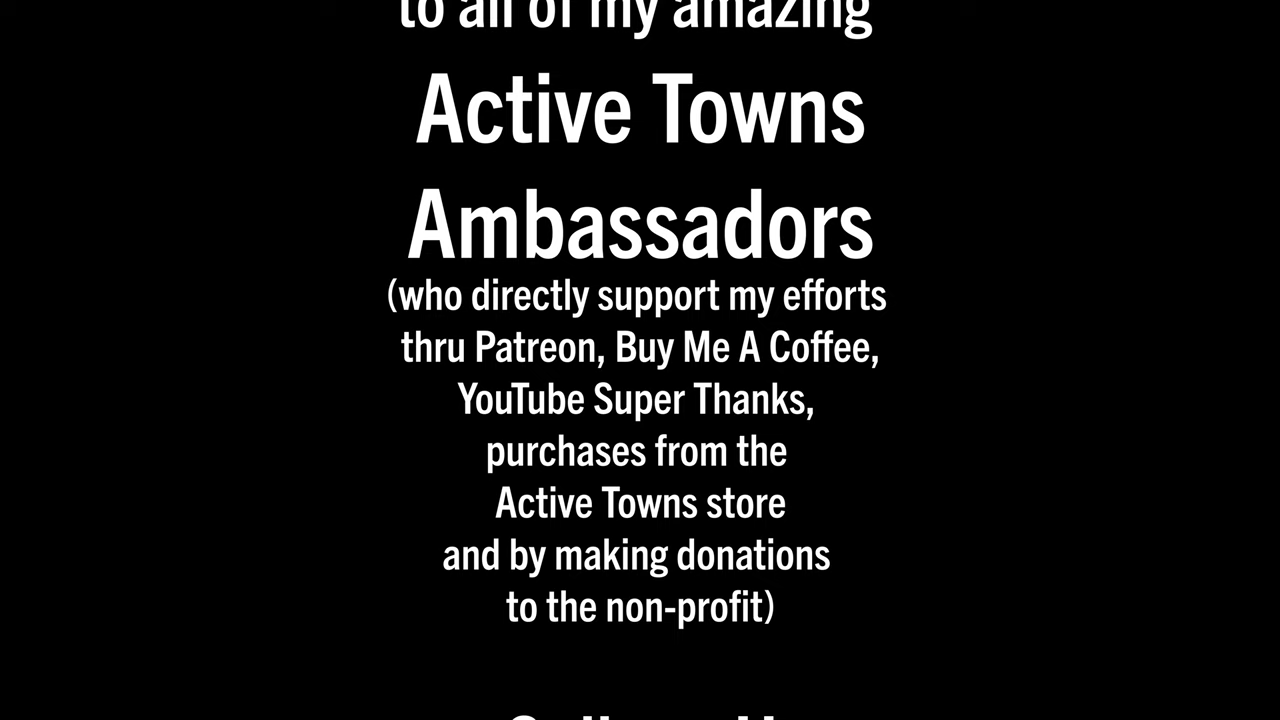 to all of my amazing
Active Towns
Ambassadors
(who directly support my efforts
thru Patreon, Buy Me A Coffee,
YouTube Super Thanks,
purchases from the
Active Towns store
and by making donations
to the non-profit)